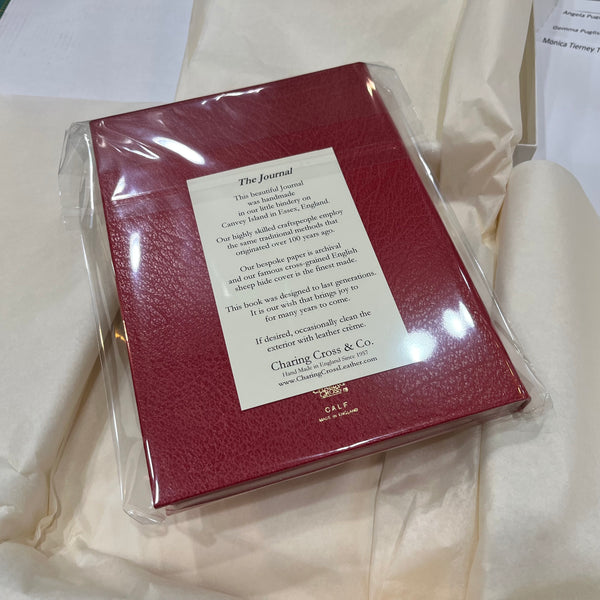 Angela
Gemma
Monica Tierney
The Journal
This beautiful Journal
was handmade
in our little bindery on
Canvey Island in Essex, England.
Our highly skilled craftspeople employ
the same traditional methods that
originated over 100 years ago.
Our bespoke paper is archival
and our famous cross-grained English
sheep hide cover is the finest made.
This book was designed to last generations.
It is our wish that brings joy to
for many years to come.
If desired, occasionally clean the
exterior with leather crème.
Charing Cross & Co.
Hand Made in England Since 1957
www.CharingCrossLeather.com
CALF
MADE IN ENGLAND